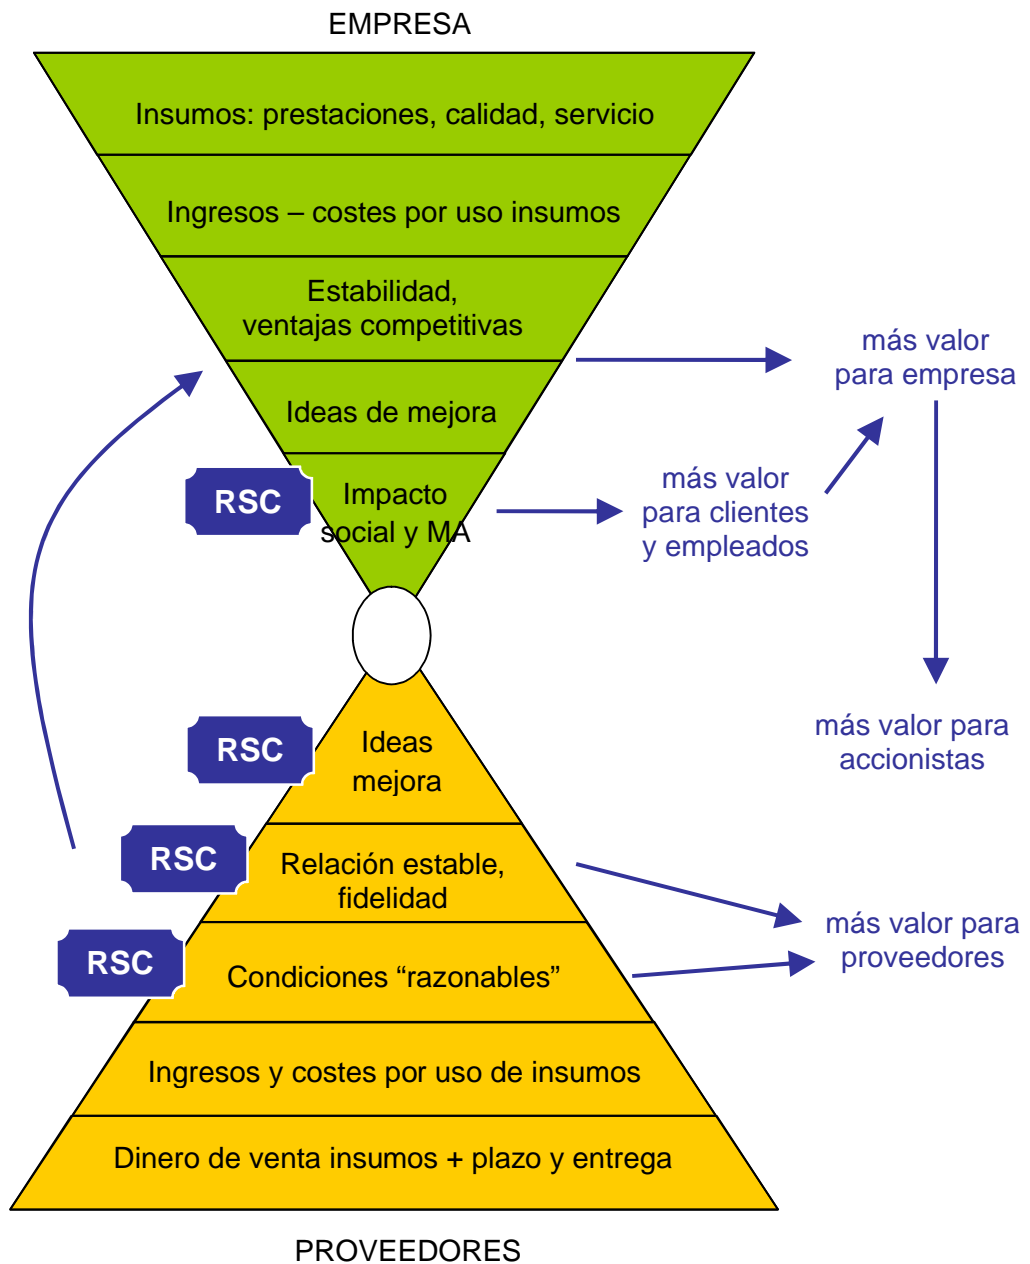 EMPRESA
Insumos: prestaciones, calidad, servicio
Ingresos – costes por uso insumos
Estabilidad,
ventajas competitivas
más valor
para empresa
Ideas de mejora
RSC
Impacto
social y MA
más valor
para clientes
y empleados
RSC
Ideas
mejora
más valor para
accionistas
RSC
Relación estable,
fidelidad
más valor para
proveedores
RSC
Condiciones “razonables”
Ingresos y costes por uso de insumos
Dinero de venta insumos + plazo y entrega
PROVEEDORES